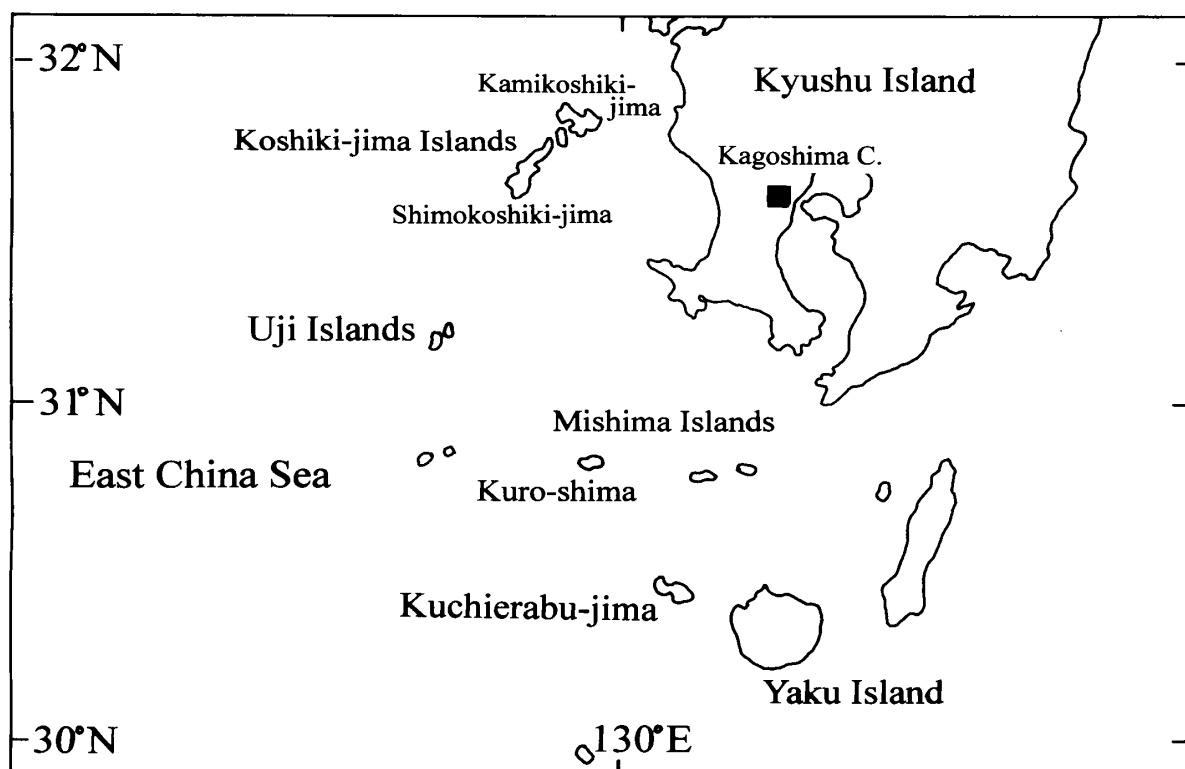 32°N
Kamikoshiki-
jima
Kyushu Island
Koshiki-jima Islands
Kagoshima C.
Shimokoshiki-jima
Uji Islands
31°N
Mishima Islands
East China Sea
Kuro-shima
Kuchierabu-jima
Yaku Island
30°N
130°E